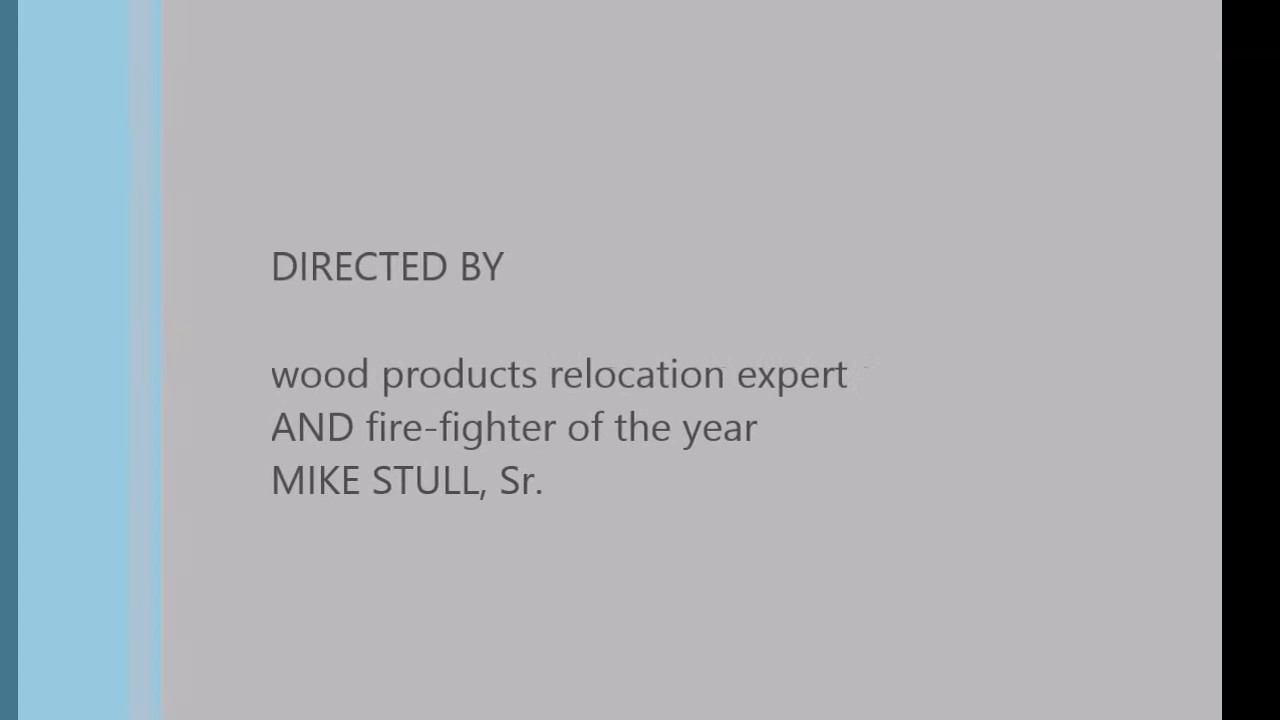 DIRECTED BY
wood products relocation expert
AND fire-fighter of the year
MIKE STULL, Sr.